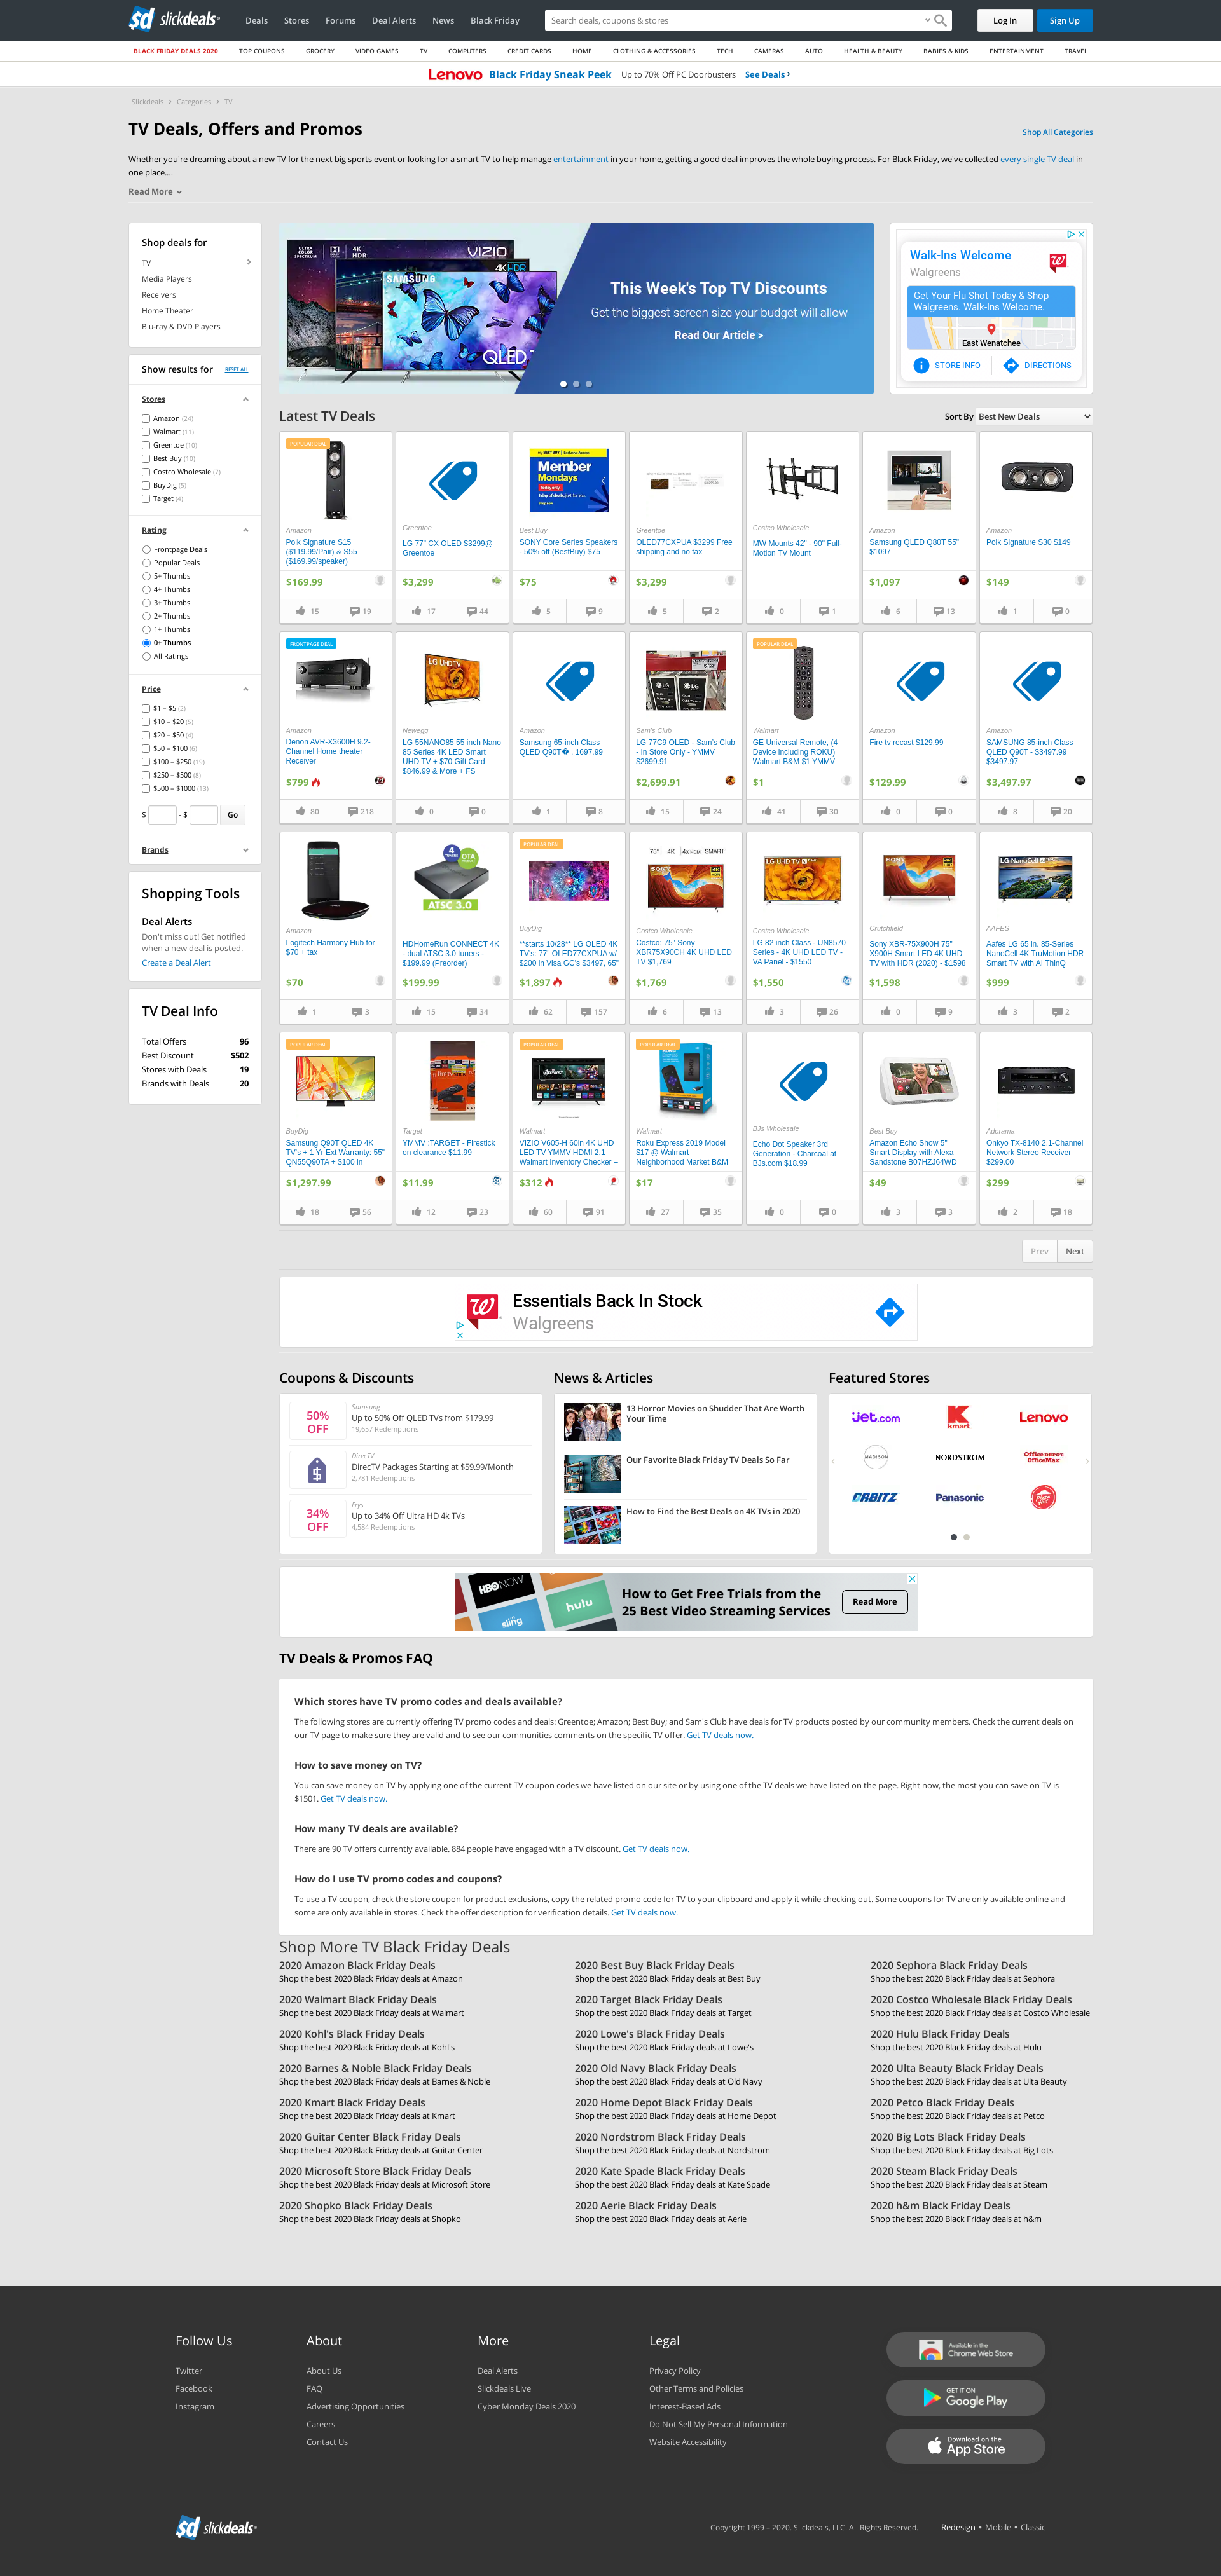 sd slickdeals
Deals Stores Forums Deal Alerts News Black Friday
Search deals, coupons & stores
Log In
Sign Up
BLACK FRIDAY DEALS 2020 TOP COUPONS GROCERY VIDEO GAMES TV COMPUTERS CREDIT CARDS HOME CLOTHING & ACCESSORIES TECH CAMERAS AUTO HEALTH & BEAUTY BABIES & KIDS ENTERTAINMENT TRAVEL
Lenovo Black Friday Sneak Peek Up to 70% Off PC Doorbusters See Deals
Slickdeals > Categories > TV
TV Deals, Offers and Promos
Shop All Categories
Whether you're dreaming about a new TV for the next big sports event or looking for a smart TV to help manage entertainment in your home, getting a good deal improves the whole buying process. For Black Friday, we've collected every single TV deal in
one place....
Read More
Shop deals for
TV
Media Players
Receivers
Home Theater
Blu-ray & DVD Players
Show results for RESET ALL
Stores
Amazon (24)
Walmart (11)
Greentoe (10)
Best Buy (10)
Costco Wholesale (7)
BuyDig (5)
Target (4)
Rating
Frontpage Deals
Popular Deals
5+ Thumbs
4+ Thumbs
3+ Thumbs
2+ Thumbs
1+ Thumbs
0+ Thumbs
All Ratings
Price
$1 – $5 (2)
$10 – $20 (5)
$20 – $50 (4)
$50 – $100 (6)
$100 – $250 (19)
$250 – $500 (8)
$500 – $1000 (13)
$ - $ Go
Brands
Shopping Tools
Deal Alerts
Don't miss out! Get notified
when a new deal is posted.
Create a Deal Alert
TV Deal Info
Total Offers 96
Best Discount $502
Stores with Deals 19
Brands with Deals 20
VIZIO
4K HDR
SAMSUNG
QLED
This Week's Top TV Discounts
Get the biggest screen size your budget will allow
Read Our Article >
Walk-Ins Welcome
Walgreens
Get Your Flu Shot Today & Shop
Walgreens. Walk-Ins Welcome.
East Wenatchee
STORE INFO
DIRECTIONS
Latest TV Deals
Sort By Best New Deals
POPULAR DEAL
Amazon
Polk Signature S15
($119.99/Pair) & S55
($169.99/speaker)
$169.99
15 19
Greentoe
LG 77" CX OLED $3299@
Greentoe
$3,299
17 44
Member
Mondays
Best Buy
SONY Core Series Speakers
- 50% off (BestBuy) $75
$75
5 9
Greentoe
OLED77CXPUA $3299 Free
shipping and no tax
$3,299
5 2
Costco Wholesale
MW Mounts 42" - 90" Full-
Motion TV Mount
0 1
Amazon
Samsung QLED Q80T 55"
$1097
$1,097
6 13
Amazon
Polk Signature S30 $149
$149
1 0
FRONTPAGE DEAL
Amazon
Denon AVR-X3600H 9.2-
Channel Home theater
Receiver
$799
80 218
LG UHD TV
Newegg
LG 55NANO85 55 inch Nano
85 Series 4K LED Smart
UHD TV + $70 Gift Card
$846.99 & More + FS
0 0
Amazon
Samsung 65-inch Class
QLED Q90T�. 1697.99
1 8
Sam's Club
LG 77C9 OLED - Sam's Club
- In Store Only - YMMV
$2699.91
$2,699.91
15 24
POPULAR DEAL
Walmart
GE Universal Remote, (4
Device including ROKU)
Walmart B&M $1 YMMV
$1
41 30
Amazon
Fire tv recast $129.99
$129.99
0 0
Amazon
SAMSUNG 85-inch Class
QLED Q90T - $3497.99
$3497.97
$3,497.97
8 20
Amazon
Logitech Harmony Hub for
$70 + tax
$70
1 3
4 TUNERS
OTA
ATSC 3.0
HDHomeRun CONNECT 4K
- dual ATSC 3.0 tuners -
$199.99 (Preorder)
$199.99
15 34
POPULAR DEAL
BuyDig
**starts 10/28** LG OLED 4K
TV's: 77" OLED77CXPUA w/
$200 in Visa GC's $3497, 65"
$1,897
62 157
75" 4K 4x HDMI SMART
SONY
Costco Wholesale
Costco: 75" Sony
XBR75X90CH 4K UHD LED
TV $1,769
$1,769
6 13
LG UHD TV
Costco Wholesale
LG 82 inch Class - UN8570
Series - 4K UHD LED TV -
VA Panel - $1550
$1,550
3 26
SONY
Crutchfield
Sony XBR-75X900H 75"
X900H Smart LED 4K UHD
TV with HDR (2020) - $1598
$1,598
0 9
LG NanoCell
AAFES
Aafes LG 65 in. 85-Series
NanoCell 4K TruMotion HDR
Smart TV with AI ThinQ
$999
3 2
POPULAR DEAL
BuyDig
Samsung Q90T QLED 4K
TV's + 1 Yr Ext Warranty: 55"
QN55Q90TA + $100 in
$1,297.99
18 56
Target
YMMV :TARGET - Firestick
on clearance $11.99
$11.99
12 23
POPULAR DEAL
Walmart
VIZIO V605-H 60in 4K UHD
LED TV YMMV HDMI 2.1
Walmart Inventory Checker –
$312
60 91
POPULAR DEAL
Walmart
Roku Express 2019 Model
$17 @ Walmart
Neighborhood Market B&M
$17
27 35
BJs Wholesale
Echo Dot Speaker 3rd
Generation - Charcoal at
BJs.com $18.99
0 0
Best Buy
Amazon Echo Show 5"
Smart Display with Alexa
Sandstone B07HZJ64WD
$49
3 3
Adorama
Onkyo TX-8140 2.1-Channel
Network Stereo Receiver
$299.00
$299
2 18
Prev Next
Essentials Back In Stock
Walgreens
Coupons & Discounts
50%
OFF
Samsung
Up to 50% Off QLED TVs from $179.99
19,657 Redemptions
DirecTV
DirecTV Packages Starting at $59.99/Month
2,781 Redemptions
34%
OFF
Frys
Up to 34% Off Ultra HD 4k TVs
4,584 Redemptions
News & Articles
13 Horror Movies on Shudder That Are Worth
Your Time
Our Favorite Black Friday TV Deals So Far
How to Find the Best Deals on 4K TVs in 2020
Featured Stores
jet.com
Kmart
Lenovo
MADISON
NORDSTROM
Office DEPOT
OfficeMax
ORBITZ
Panasonic
Pizza Hut
HBO NOW
sling
hulu
How to Get Free Trials from the
25 Best Video Streaming Services
Read More
TV Deals & Promos FAQ
Which stores have TV promo codes and deals available?
The following stores are currently offering TV promo codes and deals: Greentoe; Amazon; Best Buy; and Sam's Club have deals for TV products posted by our community members. Check the current deals on
our TV page to make sure they are valid and to see our communities comments on the specific TV offer. Get TV deals now.
How to save money on TV?
You can save money on TV by applying one of the current TV coupon codes we have listed on our site or by using one of the TV deals we have listed on the page. Right now, the most you can save on TV is
$1501. Get TV deals now.
How many TV deals are available?
There are 90 TV offers currently available. 884 people have engaged with a TV discount. Get TV deals now.
How do I use TV promo codes and coupons?
To use a TV coupon, check the store coupon for product exclusions, copy the related promo code for TV to your clipboard and apply it while checking out. Some coupons for TV are only available online and
some are only available in stores. Check the offer description for verification details. Get TV deals now.
Shop More TV Black Friday Deals
2020 Amazon Black Friday Deals
Shop the best 2020 Black Friday deals at Amazon
2020 Best Buy Black Friday Deals
Shop the best 2020 Black Friday deals at Best Buy
2020 Sephora Black Friday Deals
Shop the best 2020 Black Friday deals at Sephora
2020 Walmart Black Friday Deals
Shop the best 2020 Black Friday deals at Walmart
2020 Target Black Friday Deals
Shop the best 2020 Black Friday deals at Target
2020 Costco Wholesale Black Friday Deals
Shop the best 2020 Black Friday deals at Costco Wholesale
2020 Kohl's Black Friday Deals
Shop the best 2020 Black Friday deals at Kohl's
2020 Lowe's Black Friday Deals
Shop the best 2020 Black Friday deals at Lowe's
2020 Hulu Black Friday Deals
Shop the best 2020 Black Friday deals at Hulu
2020 Barnes & Noble Black Friday Deals
Shop the best 2020 Black Friday deals at Barnes & Noble
2020 Old Navy Black Friday Deals
Shop the best 2020 Black Friday deals at Old Navy
2020 Ulta Beauty Black Friday Deals
Shop the best 2020 Black Friday deals at Ulta Beauty
2020 Kmart Black Friday Deals
Shop the best 2020 Black Friday deals at Kmart
2020 Home Depot Black Friday Deals
Shop the best 2020 Black Friday deals at Home Depot
2020 Petco Black Friday Deals
Shop the best 2020 Black Friday deals at Petco
2020 Guitar Center Black Friday Deals
Shop the best 2020 Black Friday deals at Guitar Center
2020 Nordstrom Black Friday Deals
Shop the best 2020 Black Friday deals at Nordstrom
2020 Big Lots Black Friday Deals
Shop the best 2020 Black Friday deals at Big Lots
2020 Microsoft Store Black Friday Deals
Shop the best 2020 Black Friday deals at Microsoft Store
2020 Kate Spade Black Friday Deals
Shop the best 2020 Black Friday deals at Kate Spade
2020 Steam Black Friday Deals
Shop the best 2020 Black Friday deals at Steam
2020 Shopko Black Friday Deals
Shop the best 2020 Black Friday deals at Shopko
2020 Aerie Black Friday Deals
Shop the best 2020 Black Friday deals at Aerie
2020 h&m Black Friday Deals
Shop the best 2020 Black Friday deals at h&m
Follow Us
Twitter
Facebook
Instagram
About
About Us
FAQ
Advertising Opportunities
Careers
Contact Us
More
Deal Alerts
Slickdeals Live
Cyber Monday Deals 2020
Legal
Privacy Policy
Other Terms and Policies
Interest-Based Ads
Do Not Sell My Personal Information
Website Accessibility
Available in the
Chrome Web Store
GET IT ON
Google Play
Download on the
App Store
sd slickdeals
Copyright 1999 – 2020. Slickdeals, LLC. All Rights Reserved. Redesign • Mobile • Classic